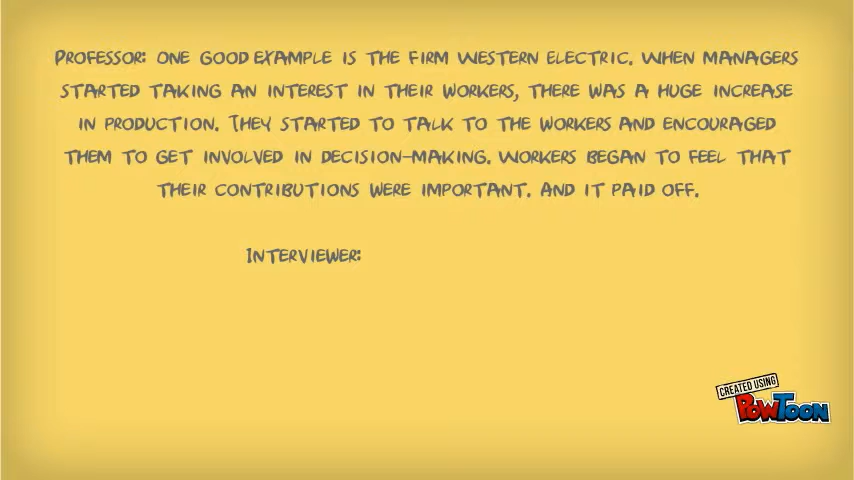 Professor: one good example is the firm Western Electric. When managers
started taking an interest in their workers, there was a huge increase
in production. They started to talk to the workers and encouraged
them to get involved in decision-making. Workers began to feel that
their contributions were important. And it paid off.
Interviewer:
CREATED USING
POWTOON